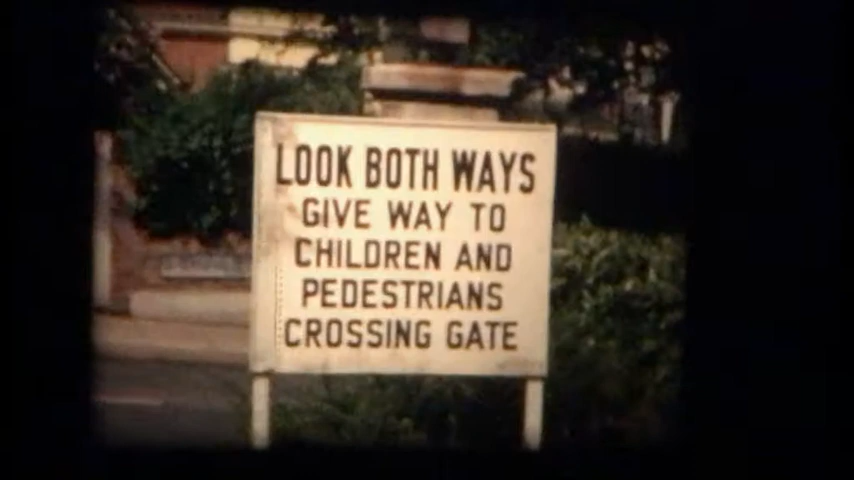 LOOK BOTH WAYS
GIVE WAY TO
CHILDREN AND
PEDESTRIANS
CROSSING GATE